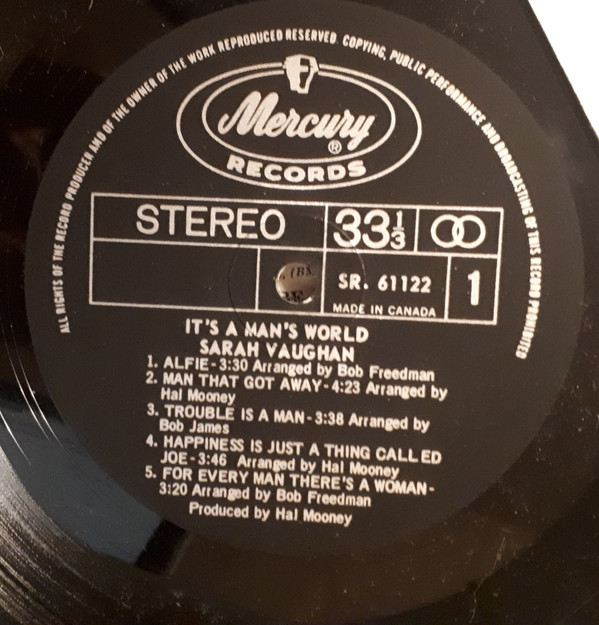 ALL RIGHTS OF THE RECORD PRODUCER AND OF THE OWNER OF THE WORK REPRODUCED RESERVED. COPYING, PUBLIC PERFORMANCE AND BROADCASTING OF THIS RECORD PROHIBITED
Mercury®
RECORDS
STEREO 33⅓
SR. 61122 1
MADE IN CANADA
IT'S A MAN'S WORLD
SARAH VAUGHAN
1. ALFIE-3:30 Arranged by Bob Freedman
2. MAN THAT GOT AWAY-4:23 Arranged by
Hal Mooney
3. TROUBLE IS A MAN-3:38 Arranged by
Bob James
4. HAPPINESS IS JUST A THING CALLED
JOE-3:46 Arranged by Hal Mooney
5. FOR EVERY MAN THERE'S A WOMAN-
3:20 Arranged by Bob Freedman
Produced by Hal Mooney